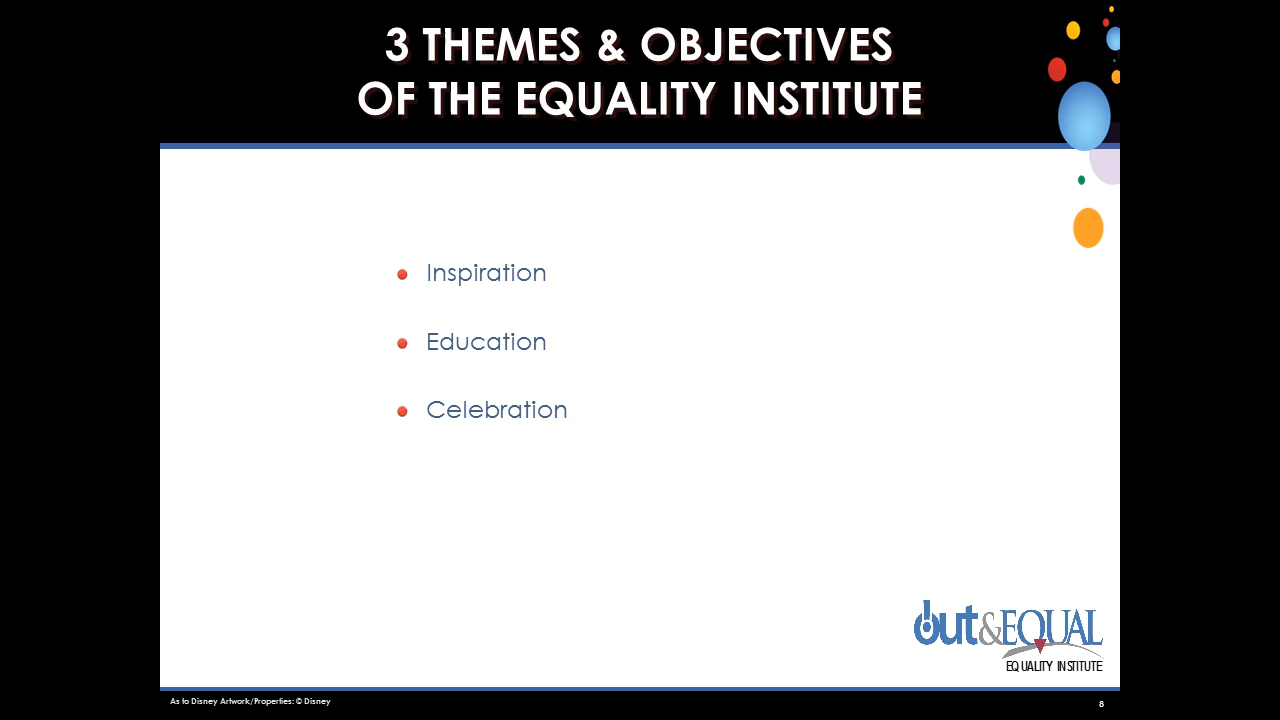 3 THEMES & OBJECTIVES
OF THE EQUALITY INSTITUTE
Inspiration
Education
Celebration
out&EQUAL
EQUALITY INSTITUTE
As to Disney Artwork/Properties: © Disney
8